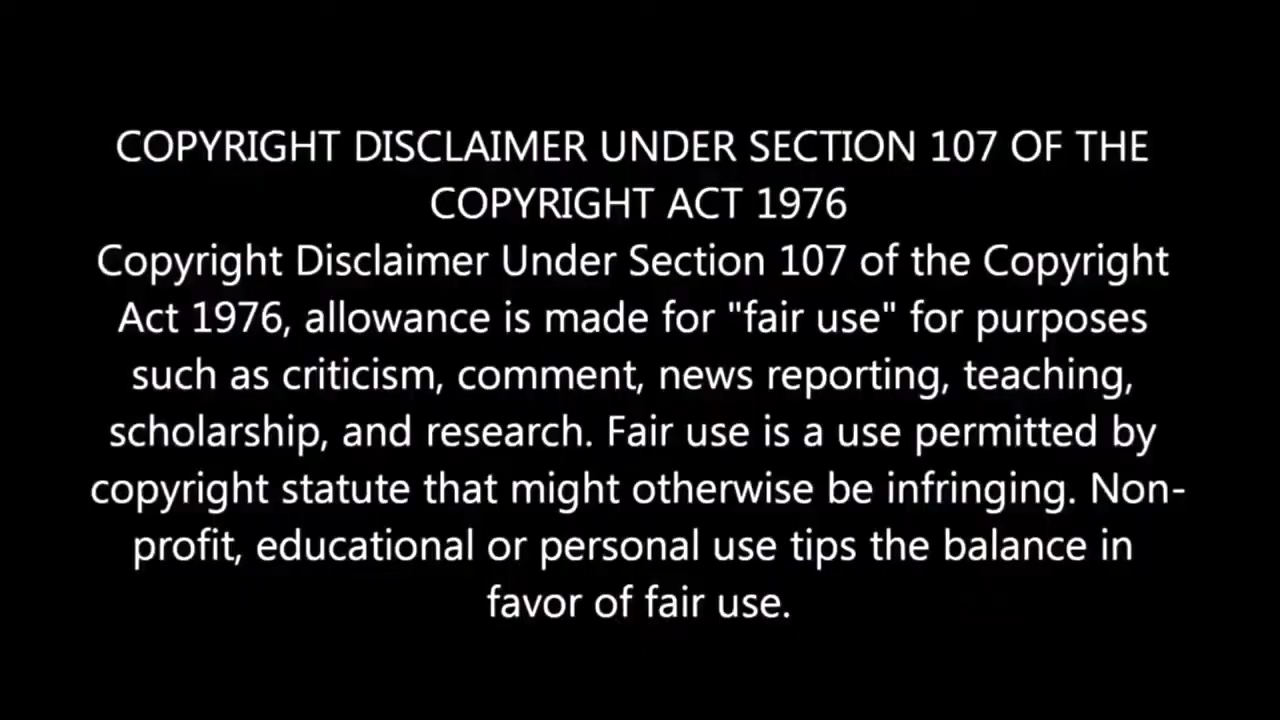 COPYRIGHT DISCLAIMER UNDER SECTION 107 OF THE
COPYRIGHT ACT 1976
Copyright Disclaimer Under Section 107 of the Copyright
Act 1976, allowance is made for "fair use" for purposes
such as criticism, comment, news reporting, teaching,
scholarship, and research. Fair use is a use permitted by
copyright statute that might otherwise be infringing. Non-
profit, educational or personal use tips the balance in
favor of fair use.